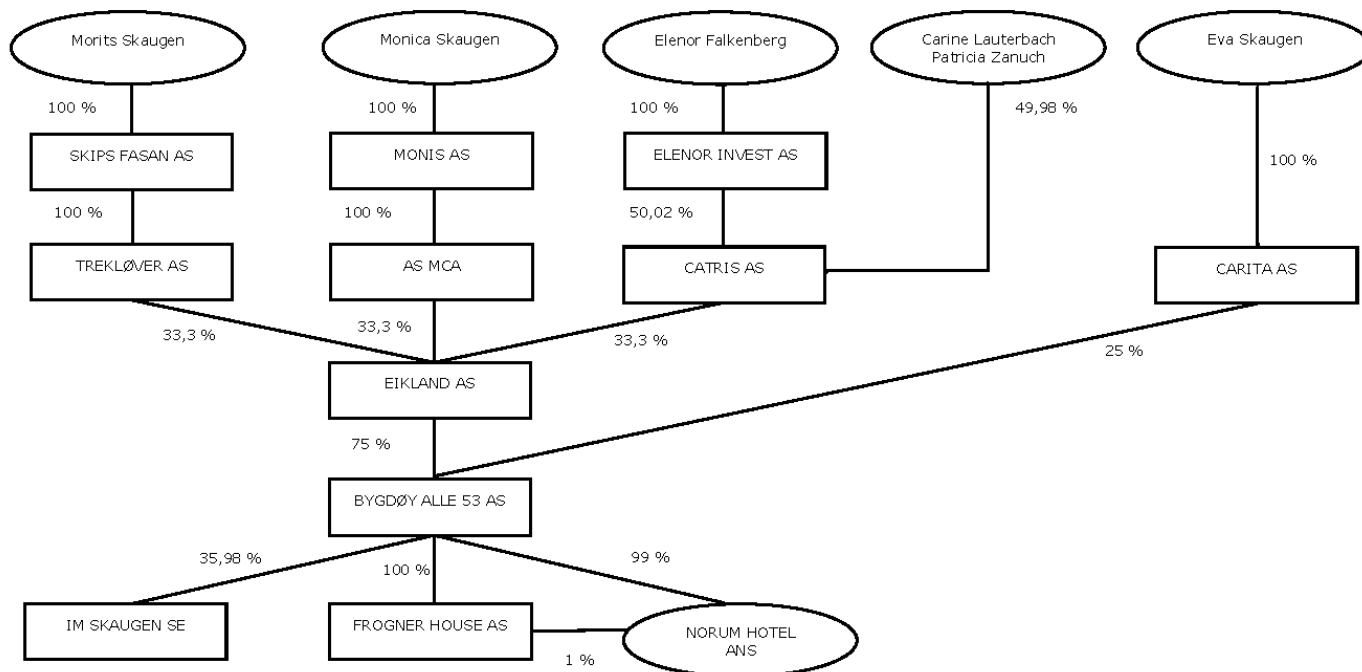 Morits Skaugen
Monica Skaugen
Elenor Falkenberg
Carine Lauterbach
Patricia Zanuch
Eva Skaugen
100 %
100 %
100 %
49,98 %
SKIPS FASAN AS
MONIS AS
ELENOR INVEST AS
100 %
100 %
100 %
50,02 %
TREKLØVER AS
AS MCA
CATRIS AS
CARITA AS
33,3 %
33,3 %
33,3 %
25 %
EIKLAND AS
75 %
BYGDØY ALLE 53 AS
35,98 %
100 %
99 %
IM SKAUGEN SE
FROGNER HOUSE AS
NORUM HOTEL
ANS
1 %